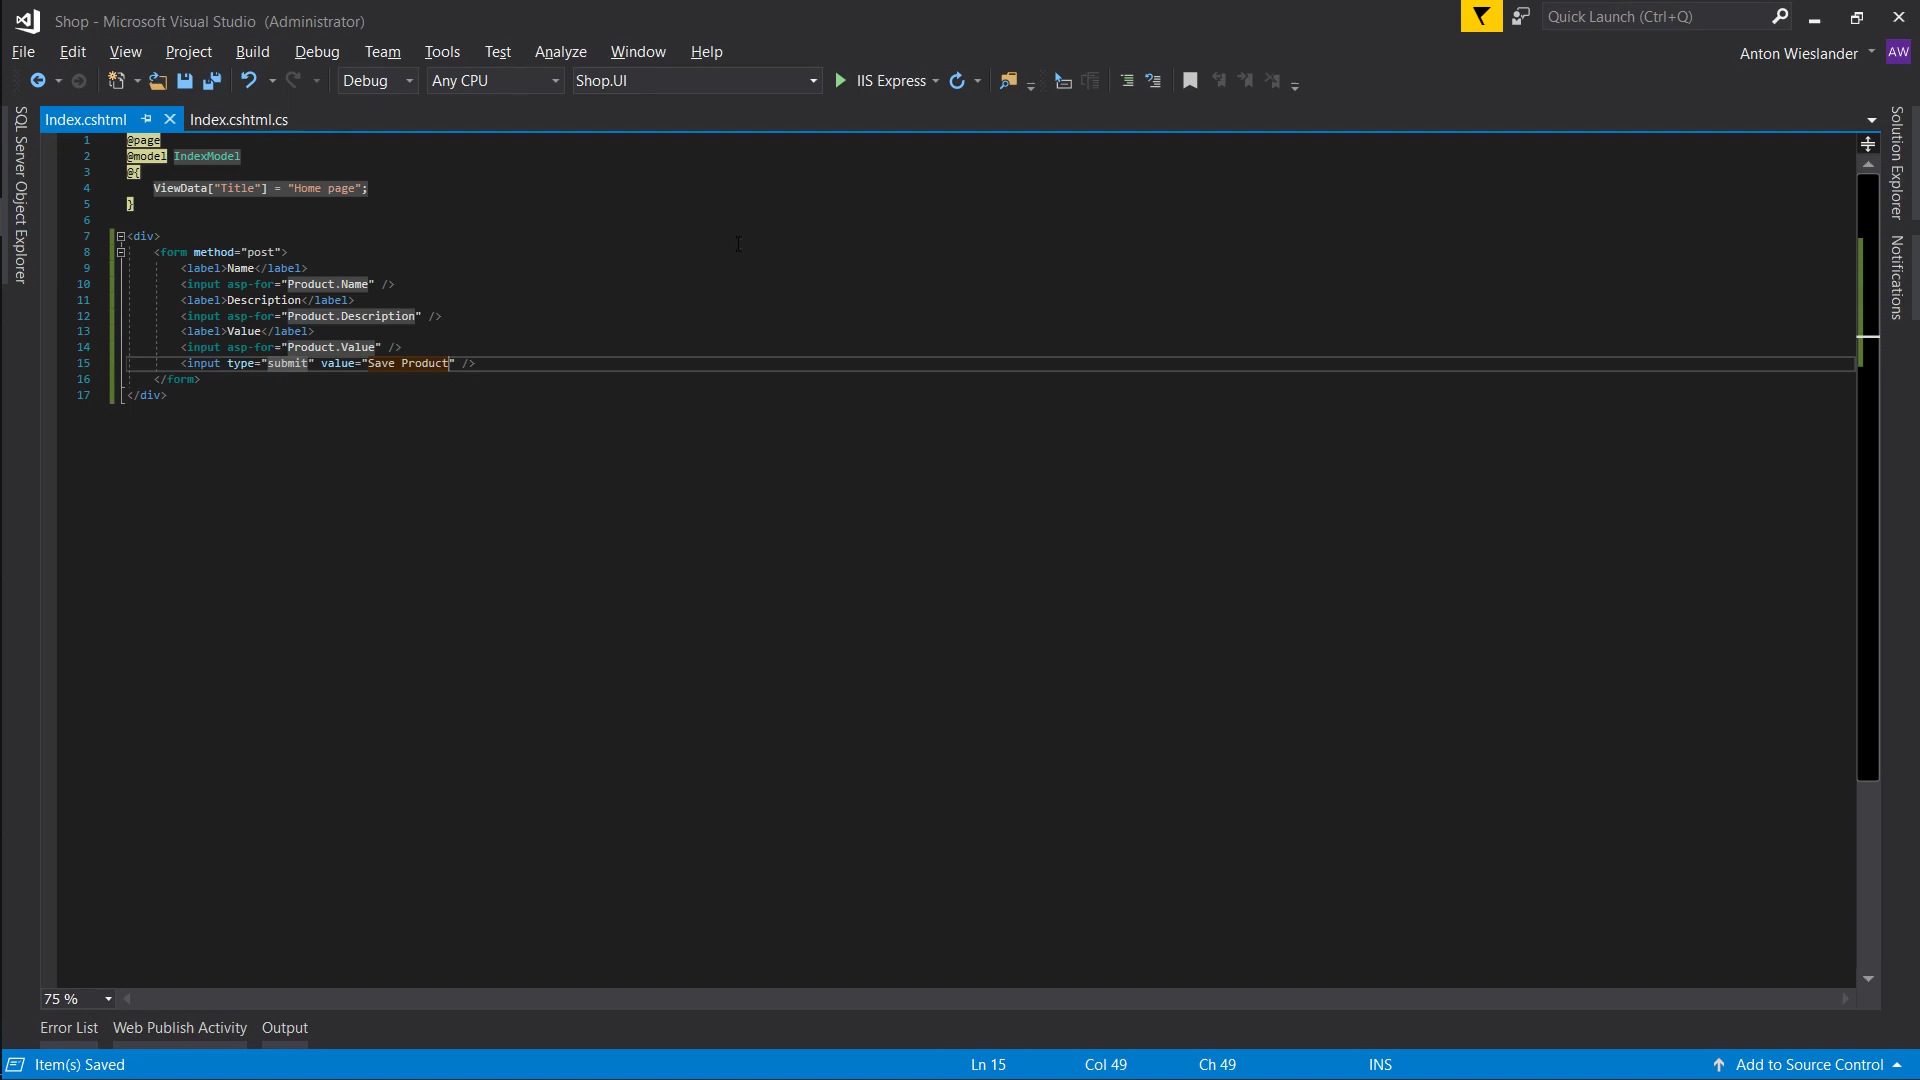 Shop - Microsoft Visual Studio (Administrator)
Quick Launch (Ctrl+Q)
File Edit View Project Build Debug Team Tools Test Analyze Window Help
Anton Wieslander AW
Debug Any CPU Shop.UI IIS Express
SQL Server Object Explorer
Index.cshtml Index.cshtml.cs
Solution Explorer
Notifications
1 @page
2 @model IndexModel
3 @{
4 ViewData["Title"] = "Home page";
5 }
6
7 <div>
8 <form method="post">
9 <label>Name</label>
10 <input asp-for="Product.Name" />
11 <label>Description</label>
12 <input asp-for="Product.Description" />
13 <label>Value</label>
14 <input asp-for="Product.Value" />
15 <input type="submit" value="Save Product" />
16 </form>
17 </div>
75 %
Error List Web Publish Activity Output
Item(s) Saved Ln 15 Col 49 Ch 49 INS Add to Source Control